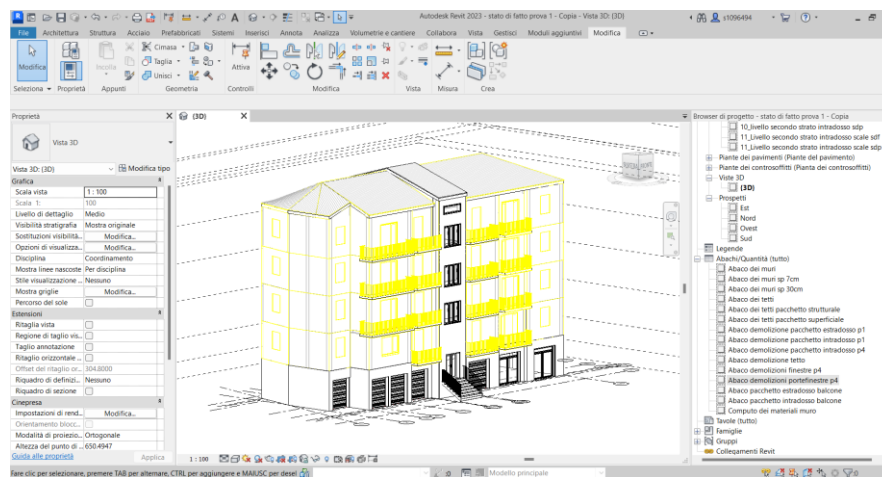 Autodesk Revit 2023 - stato di fatto prova 1 - Copia - Vista 3D: {3D}
s1096494
File Architettura Struttura Acciaio Prefabbricati Sistemi Inserisci Annota Analizza Volumetrie e cantiere Collabora Vista Gestisci Moduli aggiuntivi Modifica
Modifica
Incolla
Cimasa
Taglia
Unisci
Attiva
Seleziona Proprietà Appunti Geometria Controlli Modifica Vista Misura Crea
Proprietà
Vista 3D
Vista 3D: {3D} Modifica tipo
Grafica
Scala vista 1 : 100
Scala 1: 100
Livello di dettaglio Medio
Visibilità stratigrafia Mostra originale
Sostituzioni visibilità... Modifica...
Opzioni di visualizza... Modifica...
Disciplina Coordinamento
Mostra linee nascoste Per disciplina
Stile visualizzazione ... Nessuno
Mostra griglie Modifica...
Percorso del sole
Estensioni
Ritaglia vista
Regione di taglio vis...
Taglio annotazione
Ritaglio orizzontale ...
Offset del ritaglio or... 304.8000
Riquadro di definizi... Nessuno
Riquadro di sezione
Cinepresa
Impostazioni di rend... Modifica...
Orientamento blocc...
Modalità di proiezio... Ortogonale
Altezza del punto di ... 650.4947
Guida alle proprietà Applica
{3D}
1 : 100
Browser di progetto - stato di fatto prova 1 - Copia
10_livello secondo strato intradosso sdp
11_Livello secondo strato intradosso scale sdf
11_Livello secondo strato intradosso scale sdp
Piante dei pavimenti (Piante del pavimento)
Piante dei controsoffitti (Pianta dei controsoffitti)
Viste 3D
{3D}
Prospetti
Est
Nord
Ovest
Sud
Legende
Abachi/Quantità (tutto)
Abaco dei muri
Abaco dei muri sp 7cm
Abaco dei muri sp 30cm
Abaco dei tetti
Abaco dei tetti pacchetto strutturale
Abaco dei tetti pacchetto superficiale
Abaco demolizione pacchetto estradosso p1
Abaco demolizione pacchetto intradosso p1
Abaco demolizione pacchetto intradosso p4
Abaco demolizione tetto
Abaco demolizioni finestre p4
Abaco demolizioni portefinestre p4
Abaco pacchetto estradosso balcone
Abaco pacchetto intradosso balcone
Computo dei materiali muro
Tavole (tutto)
Famiglie
Gruppi
Collegamenti Revit
Fare clic per selezionare, premere TAB per alternare, CTRL per aggiungere e MAIUSC per desel
:0 Modello principale
:0